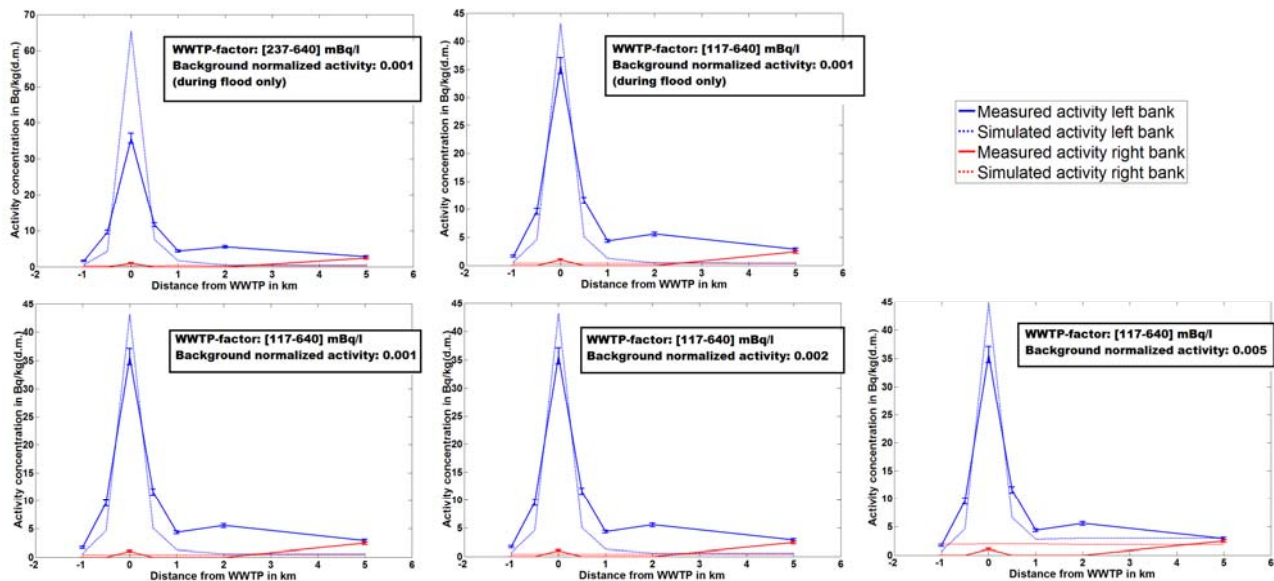 WWTP-factor: [237-640] mBq/l
Background normalized activity: 0.001
(during flood only)
Activity concentration in Bq/kg(d.m.)
70
60
50
40
30
20
10
0
-2 -1 0 1 2 3 4 5 6
Distance from WWTP in km
WWTP-factor: [117-640] mBq/l
Background normalized activity: 0.001
(during flood only)
Activity concentration in Bq/kg(d.m.)
45
40
35
30
25
20
15
10
5
0
-2 -1 0 1 2 3 4 5 6
Distance from WWTP in km
Measured activity left bank
Simulated activity left bank
Measured activity right bank
Simulated activity right bank
WWTP-factor: [117-640] mBq/l
Background normalized activity: 0.001
Activity concentration in Bq/kg(d.m.)
45
40
35
30
25
20
15
10
5
0
-2 -1 0 1 2 3 4 5 6
Distance from WWTP in km
WWTP-factor: [117-640] mBq/l
Background normalized activity: 0.002
Activity concentration in Bq/kg(d.m.)
45
40
35
30
25
20
15
10
5
0
-2 -1 0 1 2 3 4 5 6
Distance from WWTP in km
WWTP-factor: [117-640] mBq/l
Background normalized activity: 0.005
Activity concentration in Bq/kg(d.m.)
45
40
35
30
25
20
15
10
5
0
-2 -1 0 1 2 3 4 5 6
Distance from WWTP in km